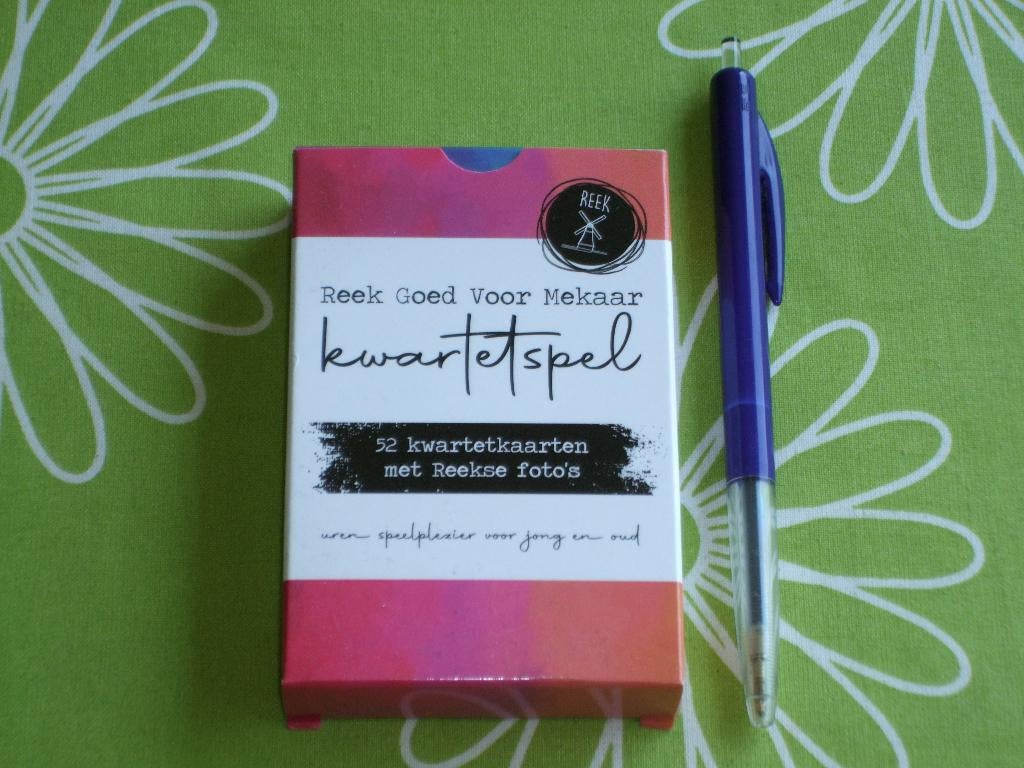 REEK
Reek Goed Voor Mekaar
kwartetspel
52 kwartetkaarten
met Reekse foto's
uren speelplezier voor jong en oud